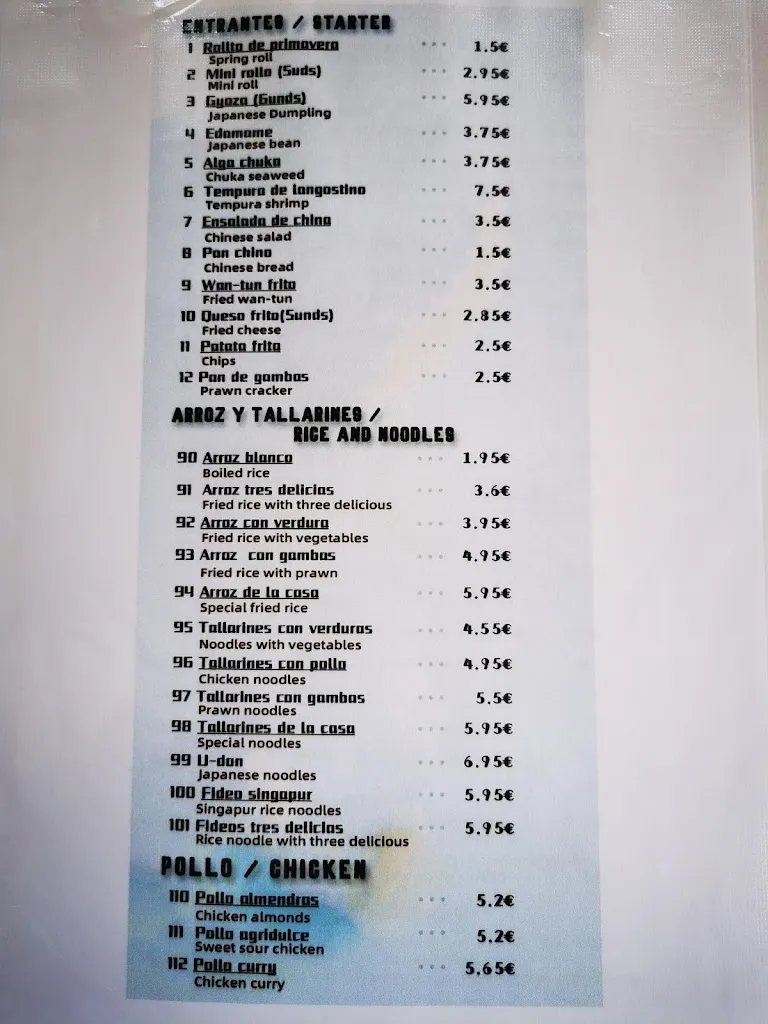 ENTRANTES / STARTER
1 Rollito de primavera ... 1.5€
Spring roll
2 Mini rollo (5uds) ... 2.95€
Mini roll
3 Gyoza (6unds) ... 5.95€
Japanese Dumpling
4 Edamame ... 3.75€
Japanese bean
5 Alga chuka ... 3.75€
Chuka seaweed
6 Tempura de langostino ... 7.5€
Tempura shrimp
7 Ensalada de china ... 3.5€
Chinese salad
8 Pan chino ... 1.5€
Chinese bread
9 Wan-tun frito ... 3.5€
Fried wan-tun
10 Queso frito(5unds) ... 2.85€
Fried cheese
11 Patata frita ... 2.5€
Chips
12 Pan de gambas ... 2.5€
Prawn cracker
ARROZ Y TALLARINES /
RICE AND NOODLES
90 Arroz blanco ... 1.95€
Boiled rice
91 Arroz tres delicias ... 3.6€
Fried rice with three delicious
92 Arroz con verdura ... 3.95€
Fried rice with vegetables
93 Arroz con gambas ... 4.95€
Fried rice with prawn
94 Arroz de la casa ... 5.95€
Special fried rice
95 Tallarines con verduras ... 4.55€
Noodles with vegetables
96 Tallarines con pollo ... 4.95€
Chicken noodles
97 Tallarines con gambas ... 5.5€
Prawn noodles
98 Tallarines de la casa ... 5.95€
Special noodles
99 U-don ... 6.95€
Japanese noodles
100 Fideo singapur ... 5.95€
Singapur rice noodles
101 Fideos tres delicias ... 5.95€
Rice noodle with three delicious
POLLO / CHICKEN
110 Pollo almendras ... 5.2€
Chicken almonds
111 Pollo agridulce ... 5.2€
Sweet sour chicken
112 Pollo curry ... 5.65€
Chicken curry